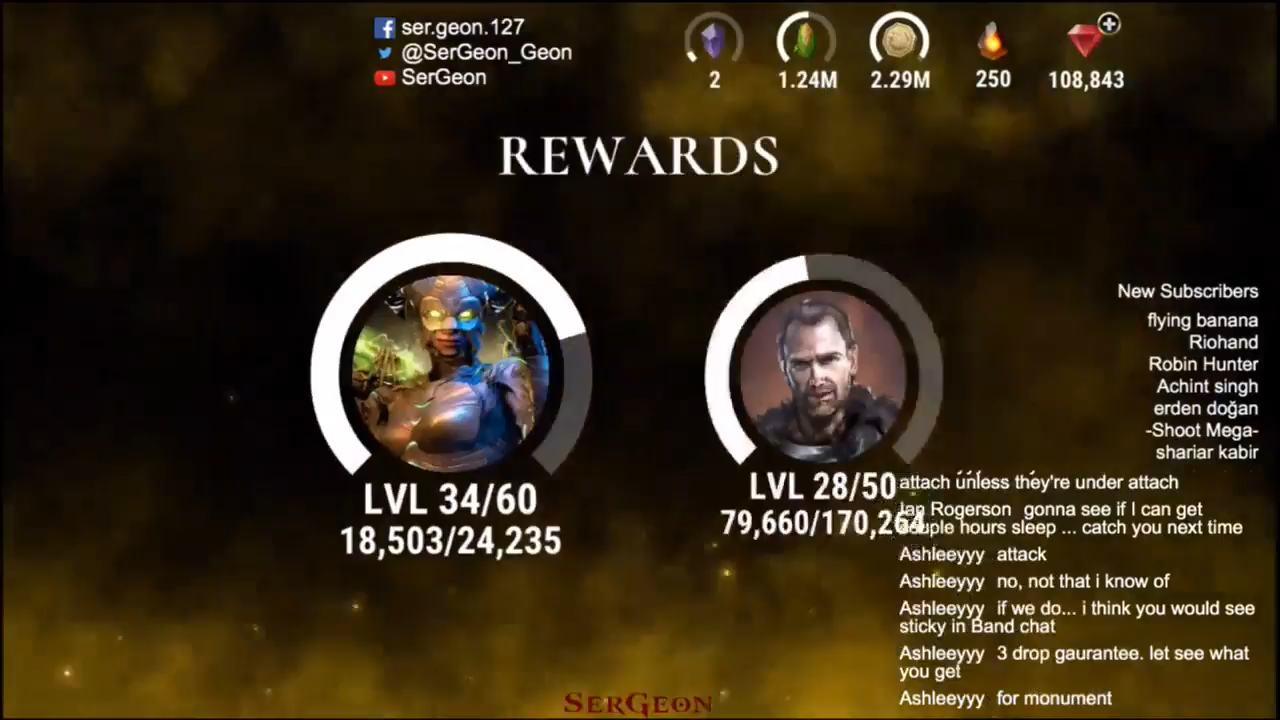 ser.geon.127
@SerGeon_Geon
SerGeon
2
1.24M
2.29M
250
108,843
REWARDS
LVL 34/60
18,503/24,235
LVL 28/50
79,660/170,264
New Subscribers
flying banana
Riohand
Robin Hunter
Achint singh
erden doğan
-Shoot Mega-
shariar kabir
attach unless they're under attach
Ian Rogerson gonna see if I can get
couple hours sleep ... catch you next time
Ashleeyyy attack
Ashleeyyy no, not that i know of
Ashleeyyy if we do... i think you would see
sticky in Band chat
Ashleeyyy 3 drop gaurantee. let see what
you get
Ashleeyyy for monument
SERGEON